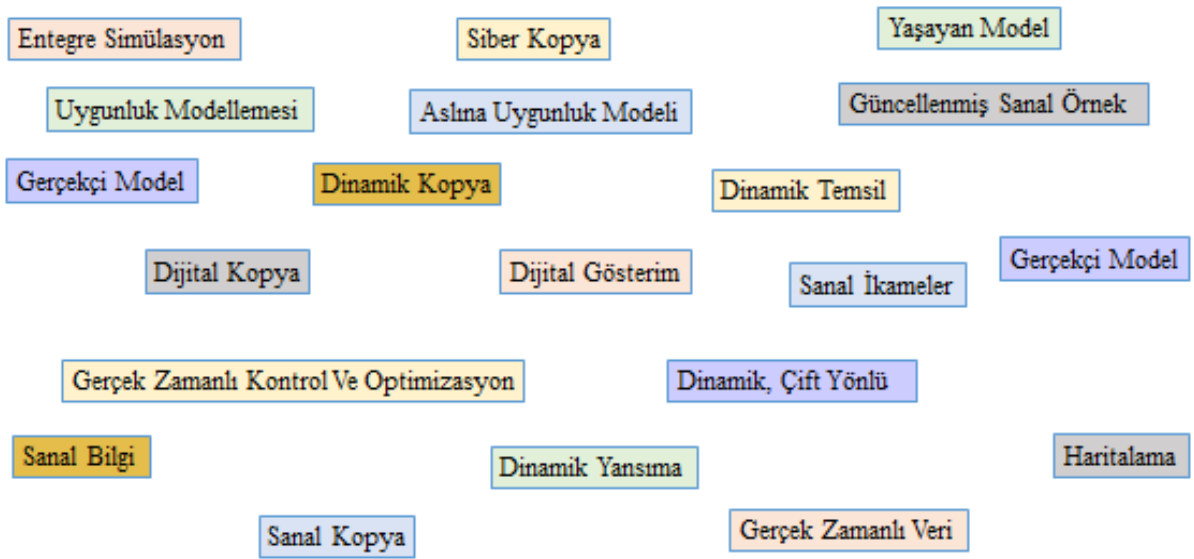 Entegre Simülasyon
Siber Kopya
Yaşayan Model
Uygunluk Modellemesi
Aslına Uygunluk Modeli
Güncellenmiş Sanal Örnek
Gerçekçi Model
Dinamik Kopya
Dinamik Temsil
Dijital Kopya
Dijital Gösterim
Sanal İkameler
Gerçekçi Model
Gerçek Zamanlı Kontrol Ve Optimizasyon
Dinamik, Çift Yönlü
Sanal Bilgi
Dinamik Yansıma
Haritalama
Sanal Kopya
Gerçek Zamanlı Veri